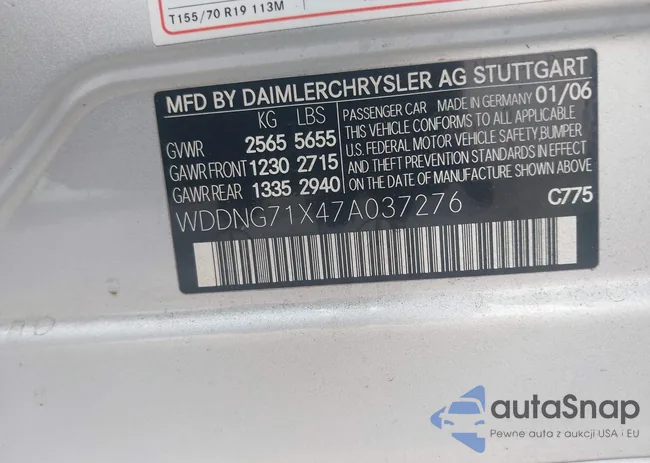 T155/70 R19 113M
MFD BY DAIMLERCHRYSLER AG STUTTGART
KG LBS
GVWR 2565 5655
GAWR FRONT 1230 2715
GAWR REAR 1335 2940
PASSENGER CAR MADE IN GERMANY 01/06
THIS VEHICLE CONFORMS TO ALL APPLICABLE
U.S. FEDERAL MOTOR VEHICLE SAFETY, BUMPER
AND THEFT PREVENTION STANDARDS IN EFFECT
ON THE DATE OF MANUFACTURE SHOWN ABOVE
WDDNG71X47A037276
C775
autaSnap
Pewne auta z aukcji USA i EU